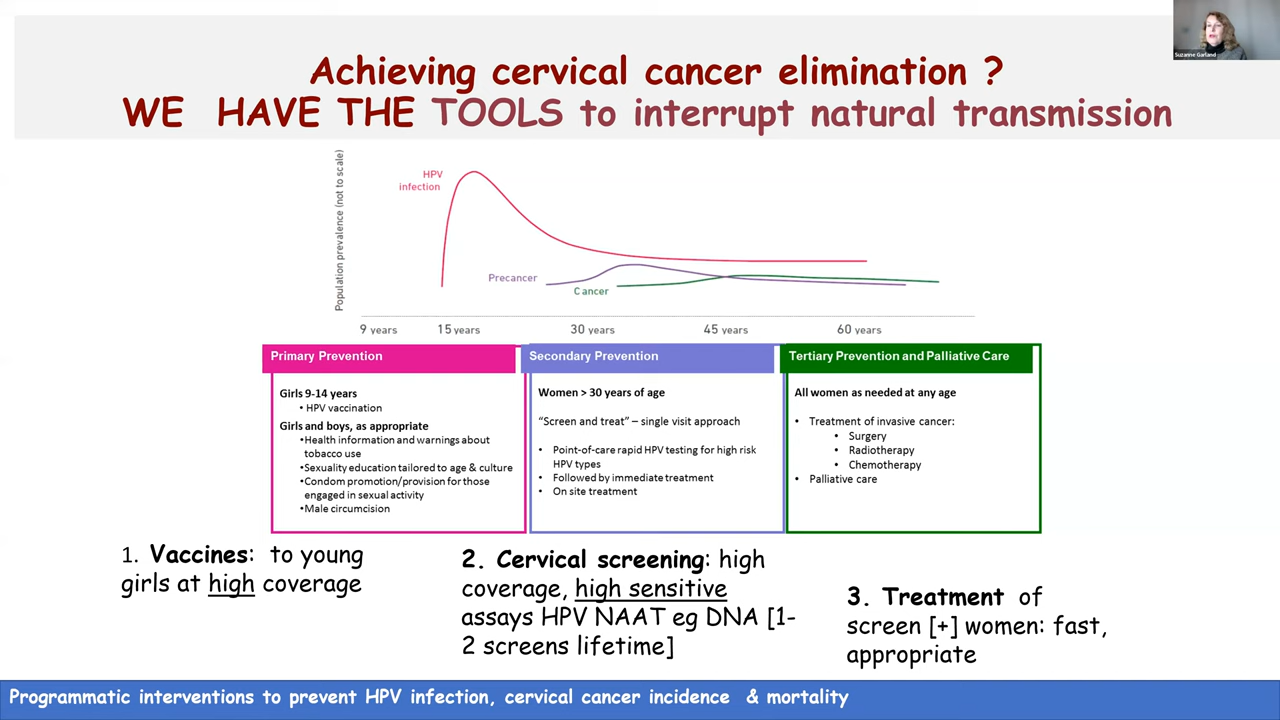 Achieving cervical cancer elimination ?
WE HAVE THE TOOLS to interrupt natural transmission
Suzanne Garland
Population prevalence (not to scale)
HPV
infection
Precancer
Cancer
9 years 15 years 30 years 45 years 60 years
Primary Prevention
Girls 9-14 years
• HPV vaccination
Girls and boys, as appropriate
•Health information and warnings about
tobacco use
•Sexuality education tailored to age & culture
•Condom promotion/provision for those
engaged in sexual activity
•Male circumcision
Secondary Prevention
Women > 30 years of age
“Screen and treat” – single visit approach
• Point-of-care rapid HPV testing for high risk
HPV types
• Followed by immediate treatment
• On site treatment
Tertiary Prevention and Palliative Care
All women as needed at any age
• Treatment of invasive cancer:
• Surgery
• Radiotherapy
• Chemotherapy
• Palliative care
1. Vaccines: to young
girls at high coverage
2. Cervical screening: high
coverage, high sensitive
assays HPV NAAT eg DNA [1-
2 screens lifetime]
3. Treatment of
screen [+] women: fast,
appropriate
Programmatic interventions to prevent HPV infection, cervical cancer incidence & mortality